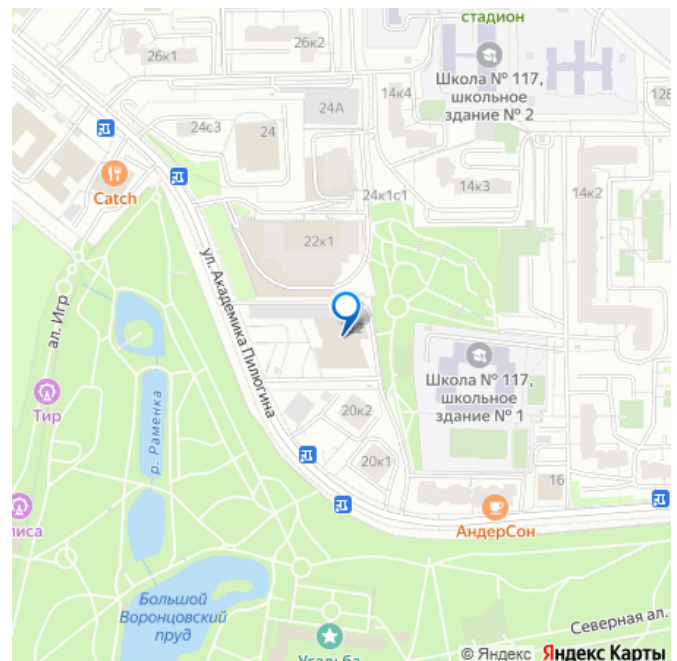 стадион
26к1
26к2
Школа № 117,
школьное
здание № 2
14к4
24А
24с3
24
Catch
24к1с1
14к3
14к2
22к1
ул. Академика Пилюгина
ал. Игр
Тир
р. Раменка
Школа № 117,
школьное
здание № 1
20к2
20к1
16
АндерСон
Большой
Воронцовский
пруд
Северная ал.
Усадьба
© Яндекс Яндекс Карты